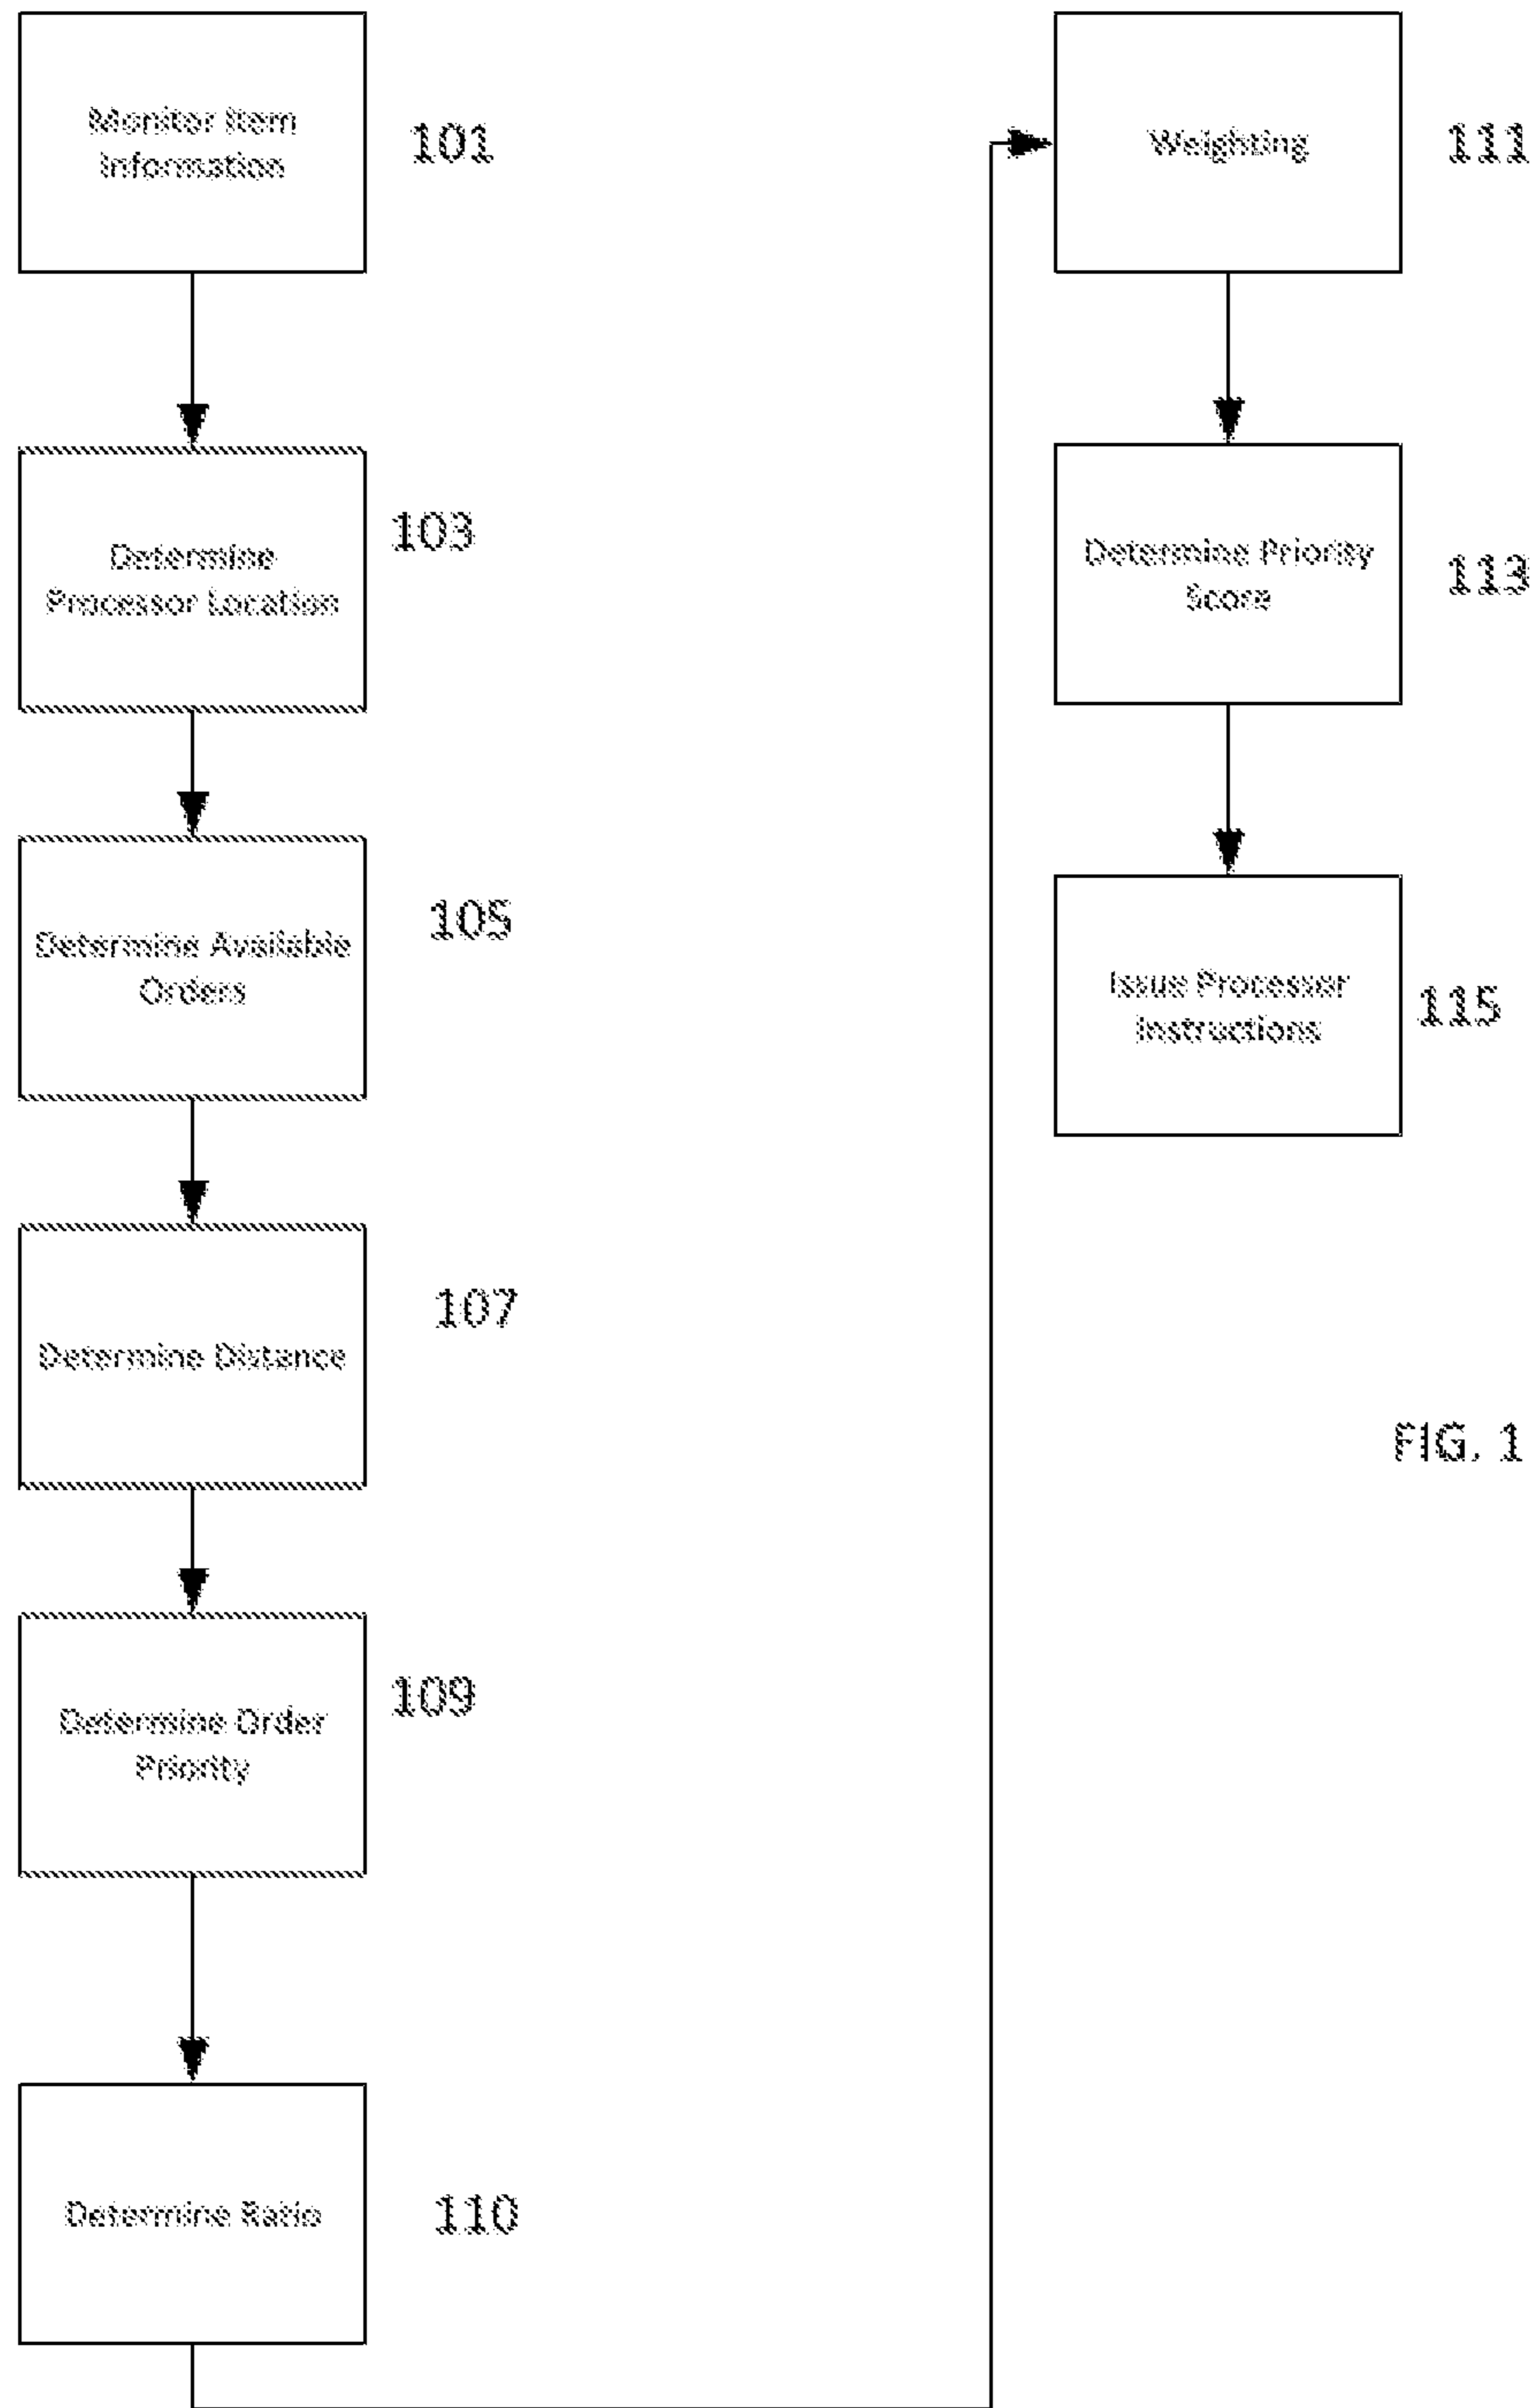 Monitor Item
Information
101
Determine
Processor Location
103
Determine Available
Orders
105
Determine Distance
107
Determine Order
Priority
109
Determine Ratio
110
Weighting
111
Determine Priority
Score
113
Issue Processor
Instructions
115
FIG. 1